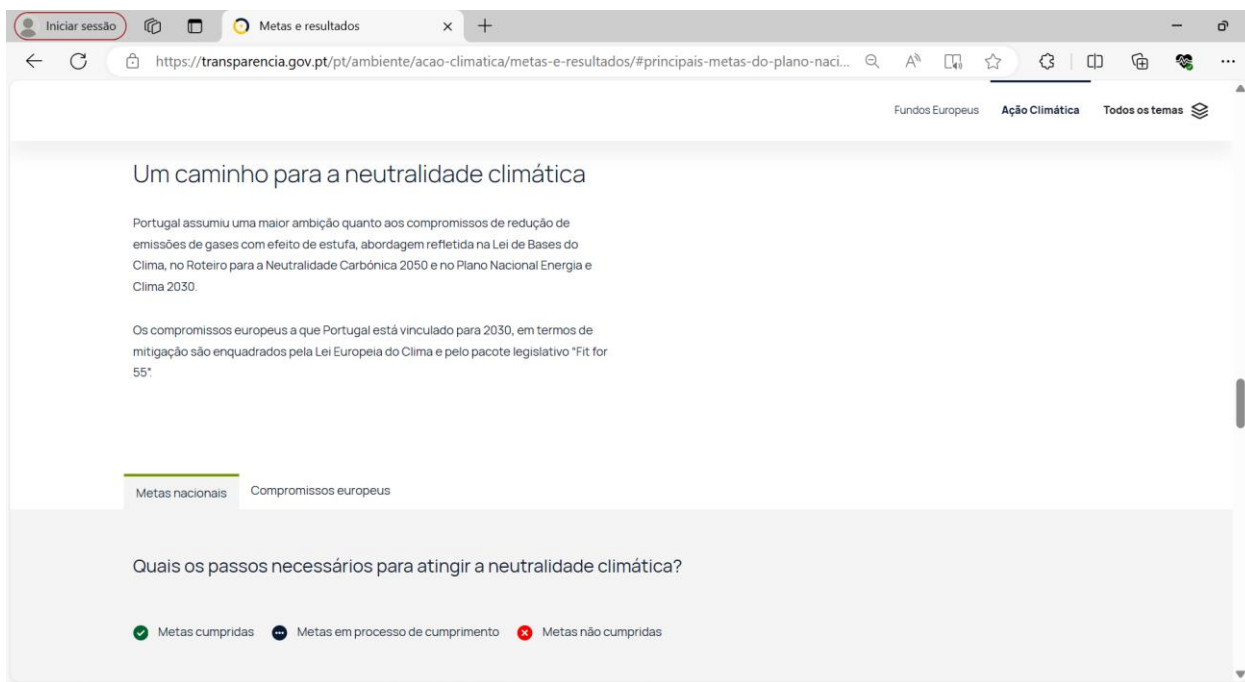 Iniciar sessão
Metas e resultados
https://transparencia.gov.pt/pt/ambiente/acao-climatica/metas-e-resultados/#principais-metas-do-plano-naci...
Fundos Europeus Ação Climática Todos os temas
Um caminho para a neutralidade climática
Portugal assumiu uma maior ambição quanto aos compromissos de redução de
emissões de gases com efeito de estufa, abordagem refletida na Lei de Bases do
Clima, no Roteiro para a Neutralidade Carbónica 2050 e no Plano Nacional Energia e
Clima 2030.
Os compromissos europeus a que Portugal está vinculado para 2030, em termos de
mitigação são enquadrados pela Lei Europeia do Clima e pelo pacote legislativo "Fit for
55".
Metas nacionais Compromissos europeus
Quais os passos necessários para atingir a neutralidade climática?
Metas cumpridas Metas em processo de cumprimento Metas não cumpridas